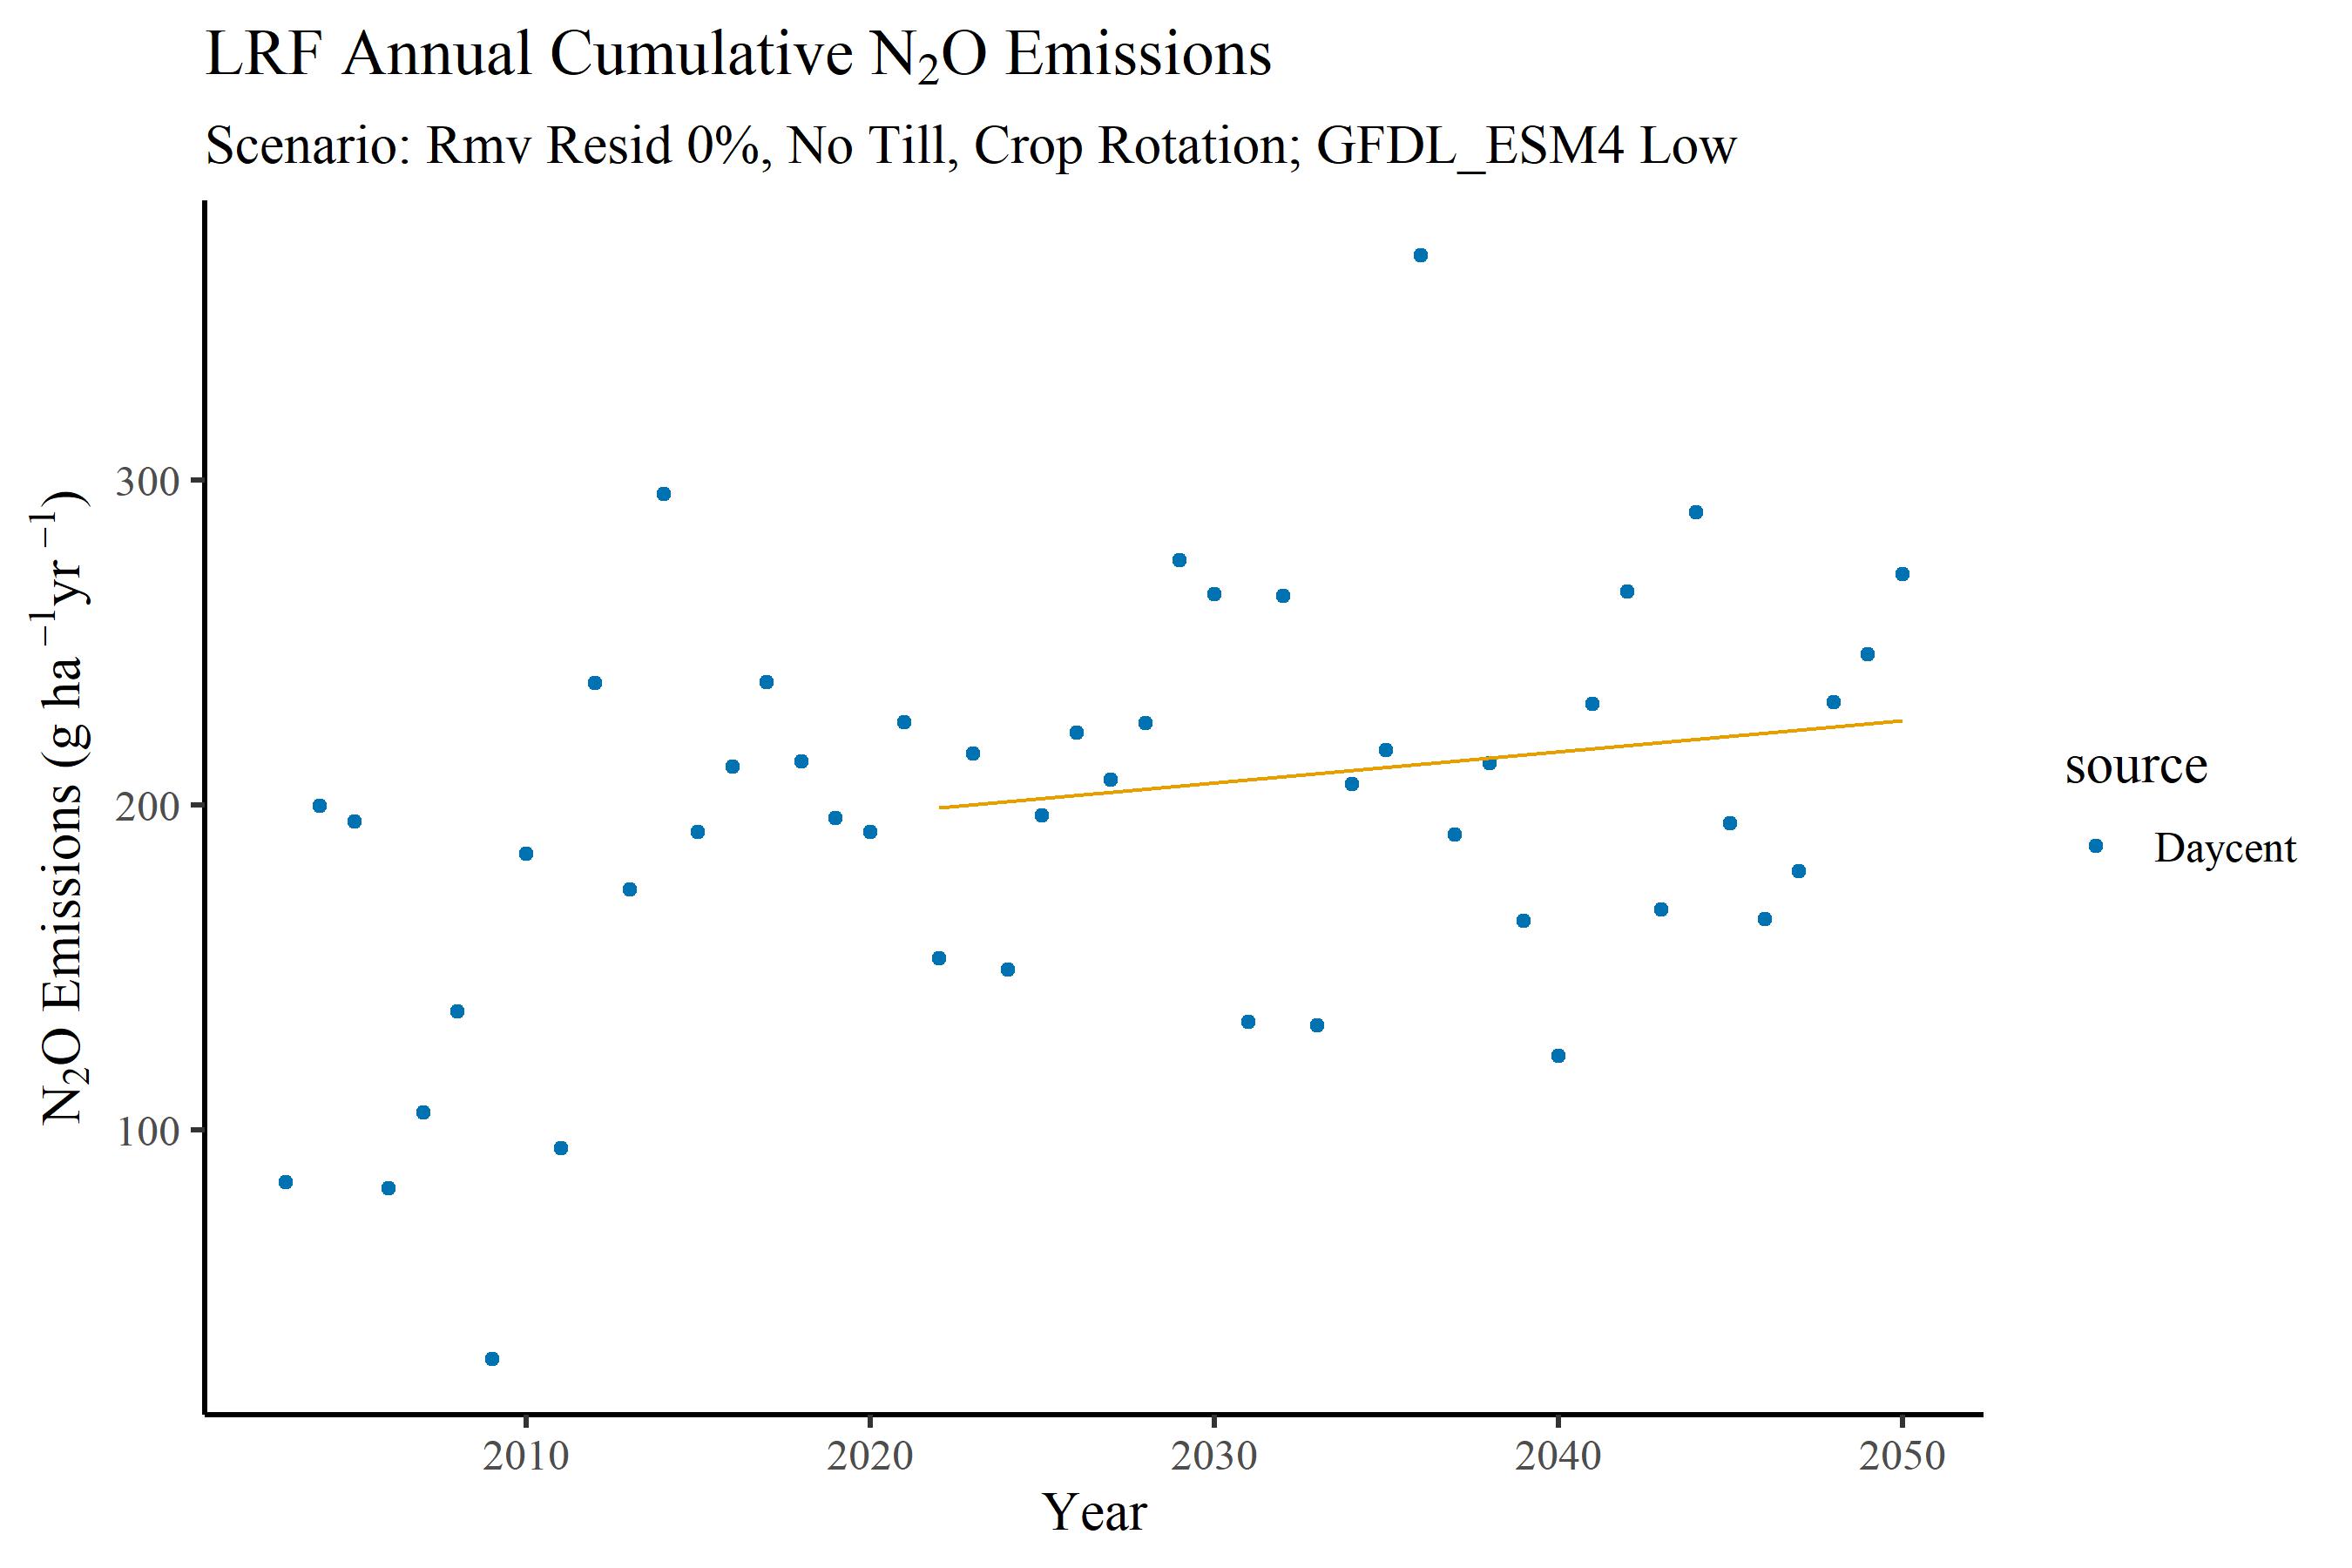 LRF Annual Cumulative N₂O Emissions
Scenario: Rmv Resid 0%, No Till, Crop Rotation; GFDL_ESM4 Low
N₂O Emissions (g ha⁻¹yr⁻¹)
300
200
100
2010 2020 2030 2040 2050
Year
source
Daycent